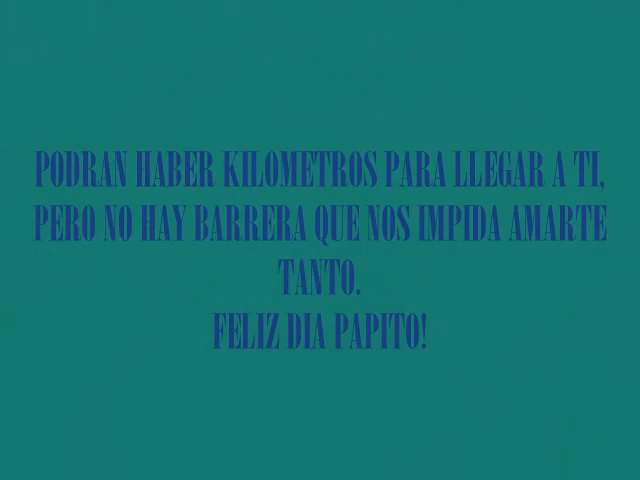 PODRAN HABER KILOMETROS PARA LLEGAR A TI,
PERO NO HAY BARRERA QUE NOS IMPIDA AMARTE
TANTO.
FELIZ DIA PAPITO!